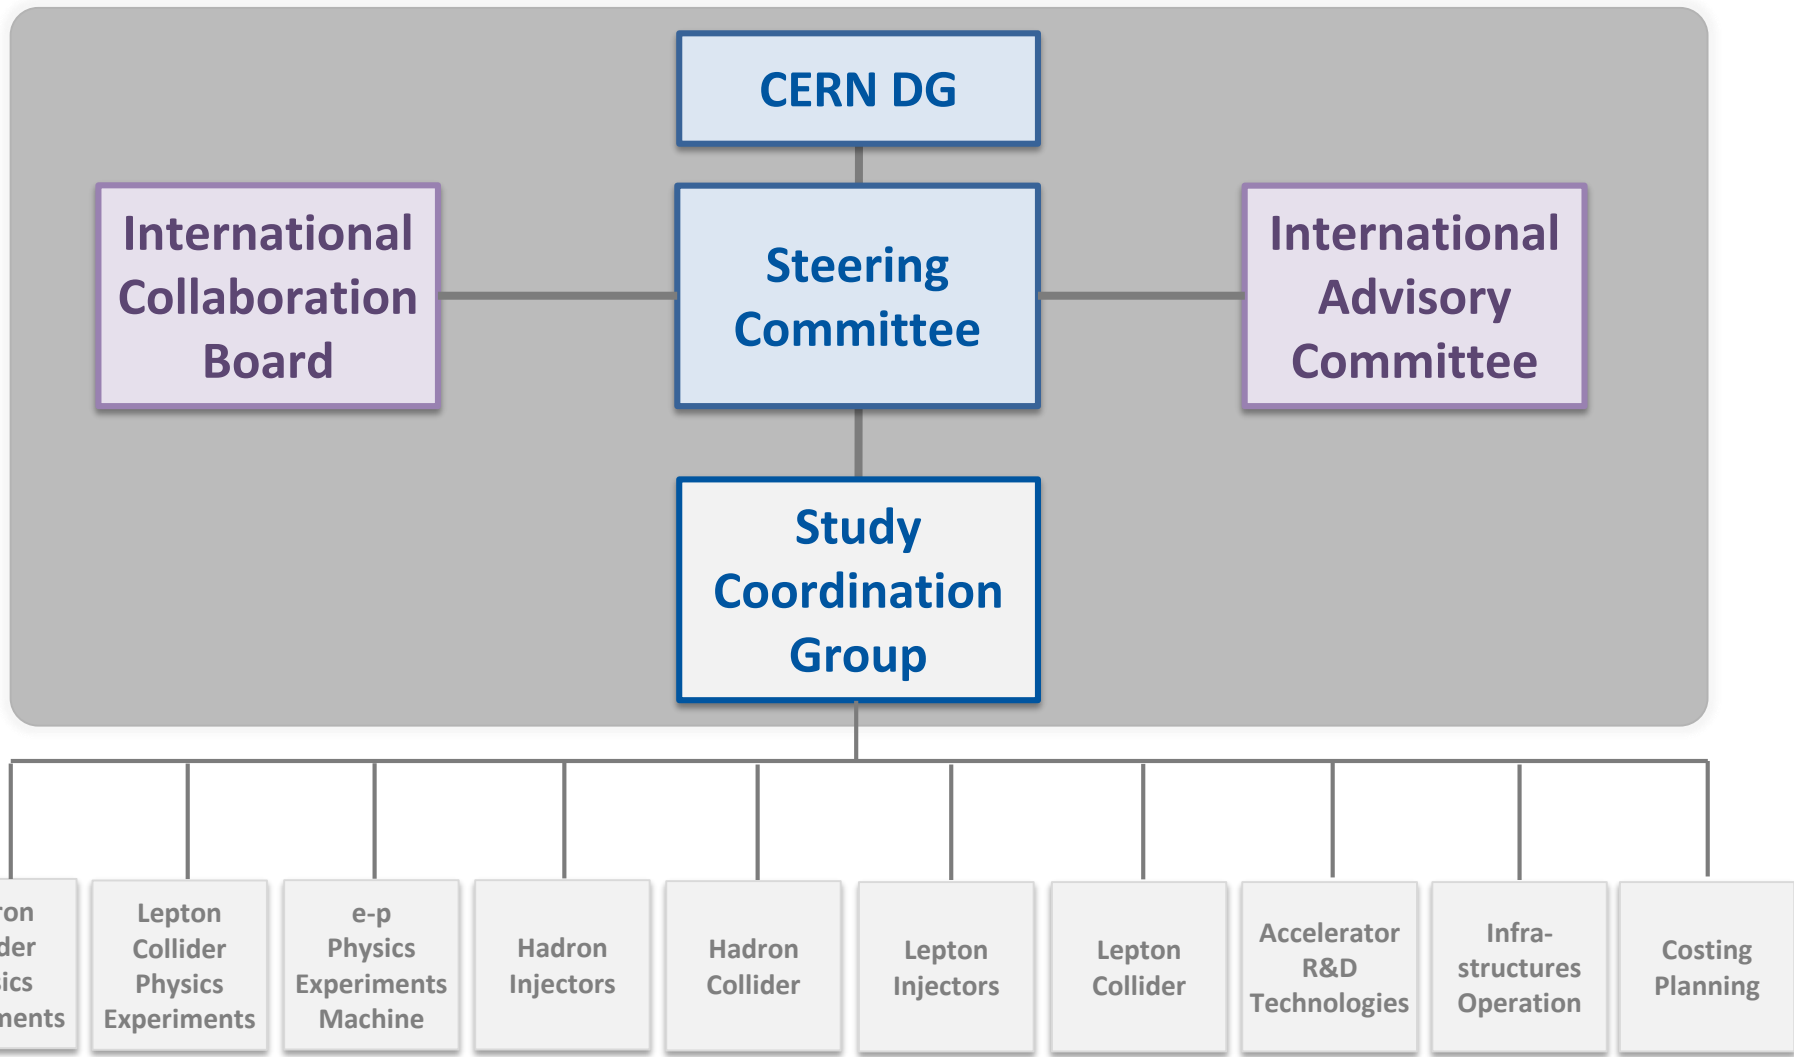 CERN DG
International
Collaboration
Board
Steering
Committee
International
Advisory
Committee
Study
Coordination
Group
Lepton
Collider
Physics
Experiments
e-p
Physics
Experiments
Machine
Hadron
Injectors
Hadron
Collider
Lepton
Injectors
Lepton
Collider
Accelerator
R&D
Technologies
Infra-
structures
Operation
Costing
Planning